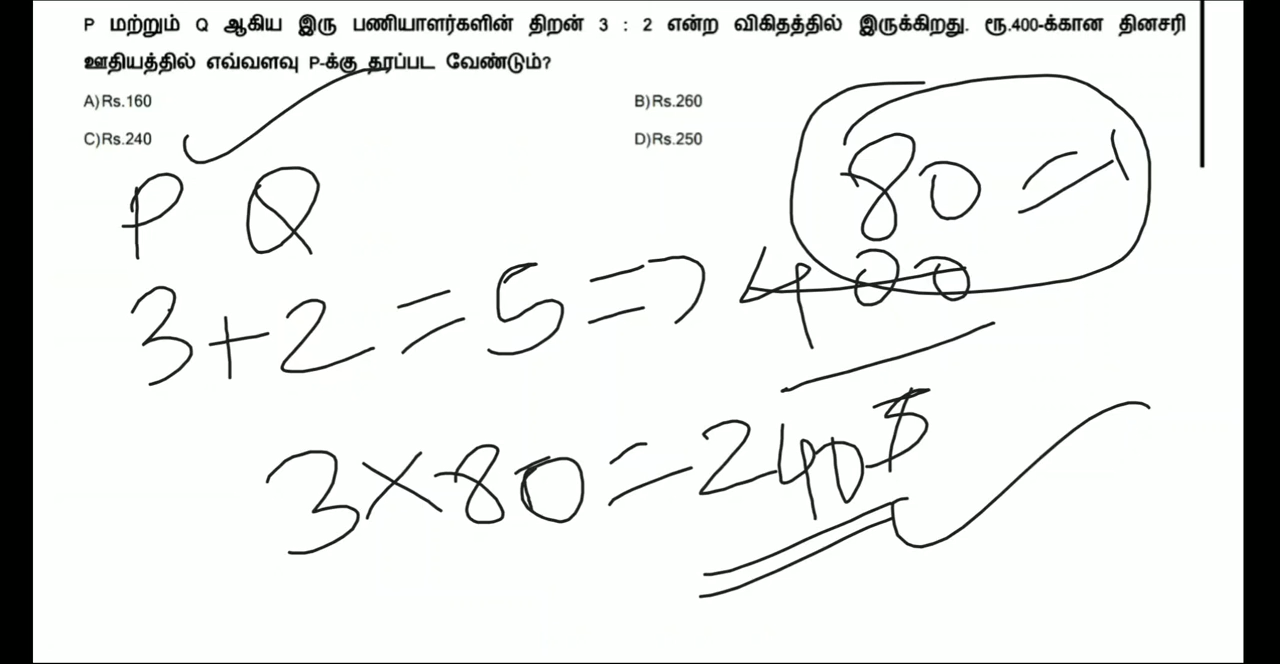 P மற்றும் Q ஆகிய இரு பணியாளர்களின் திறன் 3 : 2 என்ற விகிதத்தில் இருக்கிறது. ரூ.400-க்கான தினசரி
ஊதியத்தில் எவ்வளவு P-க்கு தரப்பட வேண்டும்?
A)Rs.160 B)Rs.260
C)Rs.240 D)Rs.250
P Q 80 = 1
3+2=5=> 400
5
3×80=240